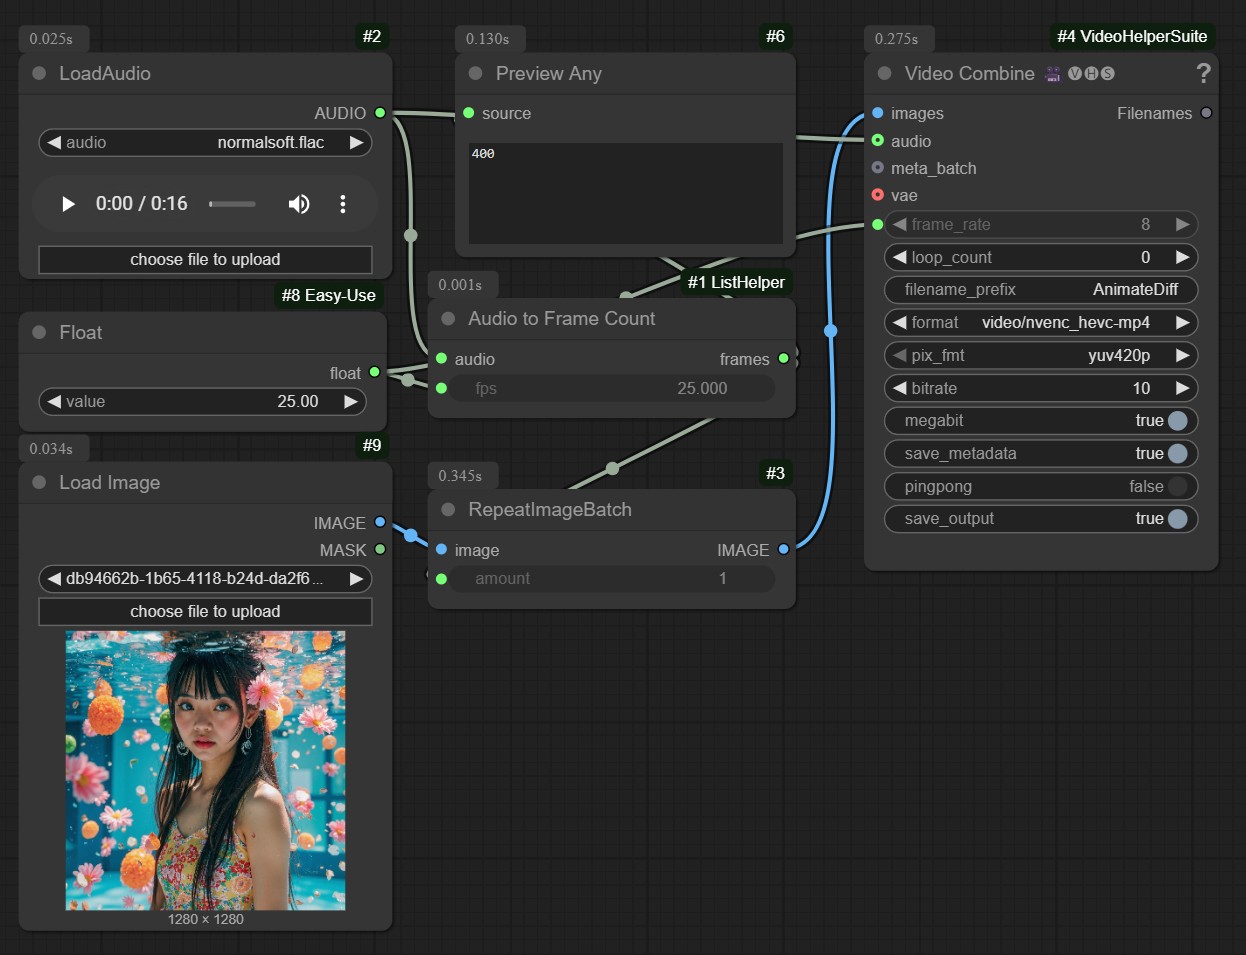 0.025s
#2
LoadAudio
AUDIO
audio normalsoft.flac
0:00 / 0:16
choose file to upload
#8 Easy-Use
Float
float
value 25.00
0.034s
#9
Load Image
IMAGE
MASK
db94662b-1b65-4118-b24d-da2f6 ...
choose file to upload
1280 × 1280
0.130s
#6
Preview Any
source
400
0.001s
#1 ListHelper
Audio to Frame Count
audio frames
fps 25.000
0.345s
#3
RepeatImageBatch
image IMAGE
amount 1
0.275s
#4 VideoHelperSuite
Video Combine VHS ?
images Filenames
audio
meta_batch
vae
frame_rate 8
loop_count 0
filename_prefix AnimateDiff
format video/nvenc_hevc-mp4
pix_fmt yuv420p
bitrate 10
megabit true
save_metadata true
pingpong false
save_output true